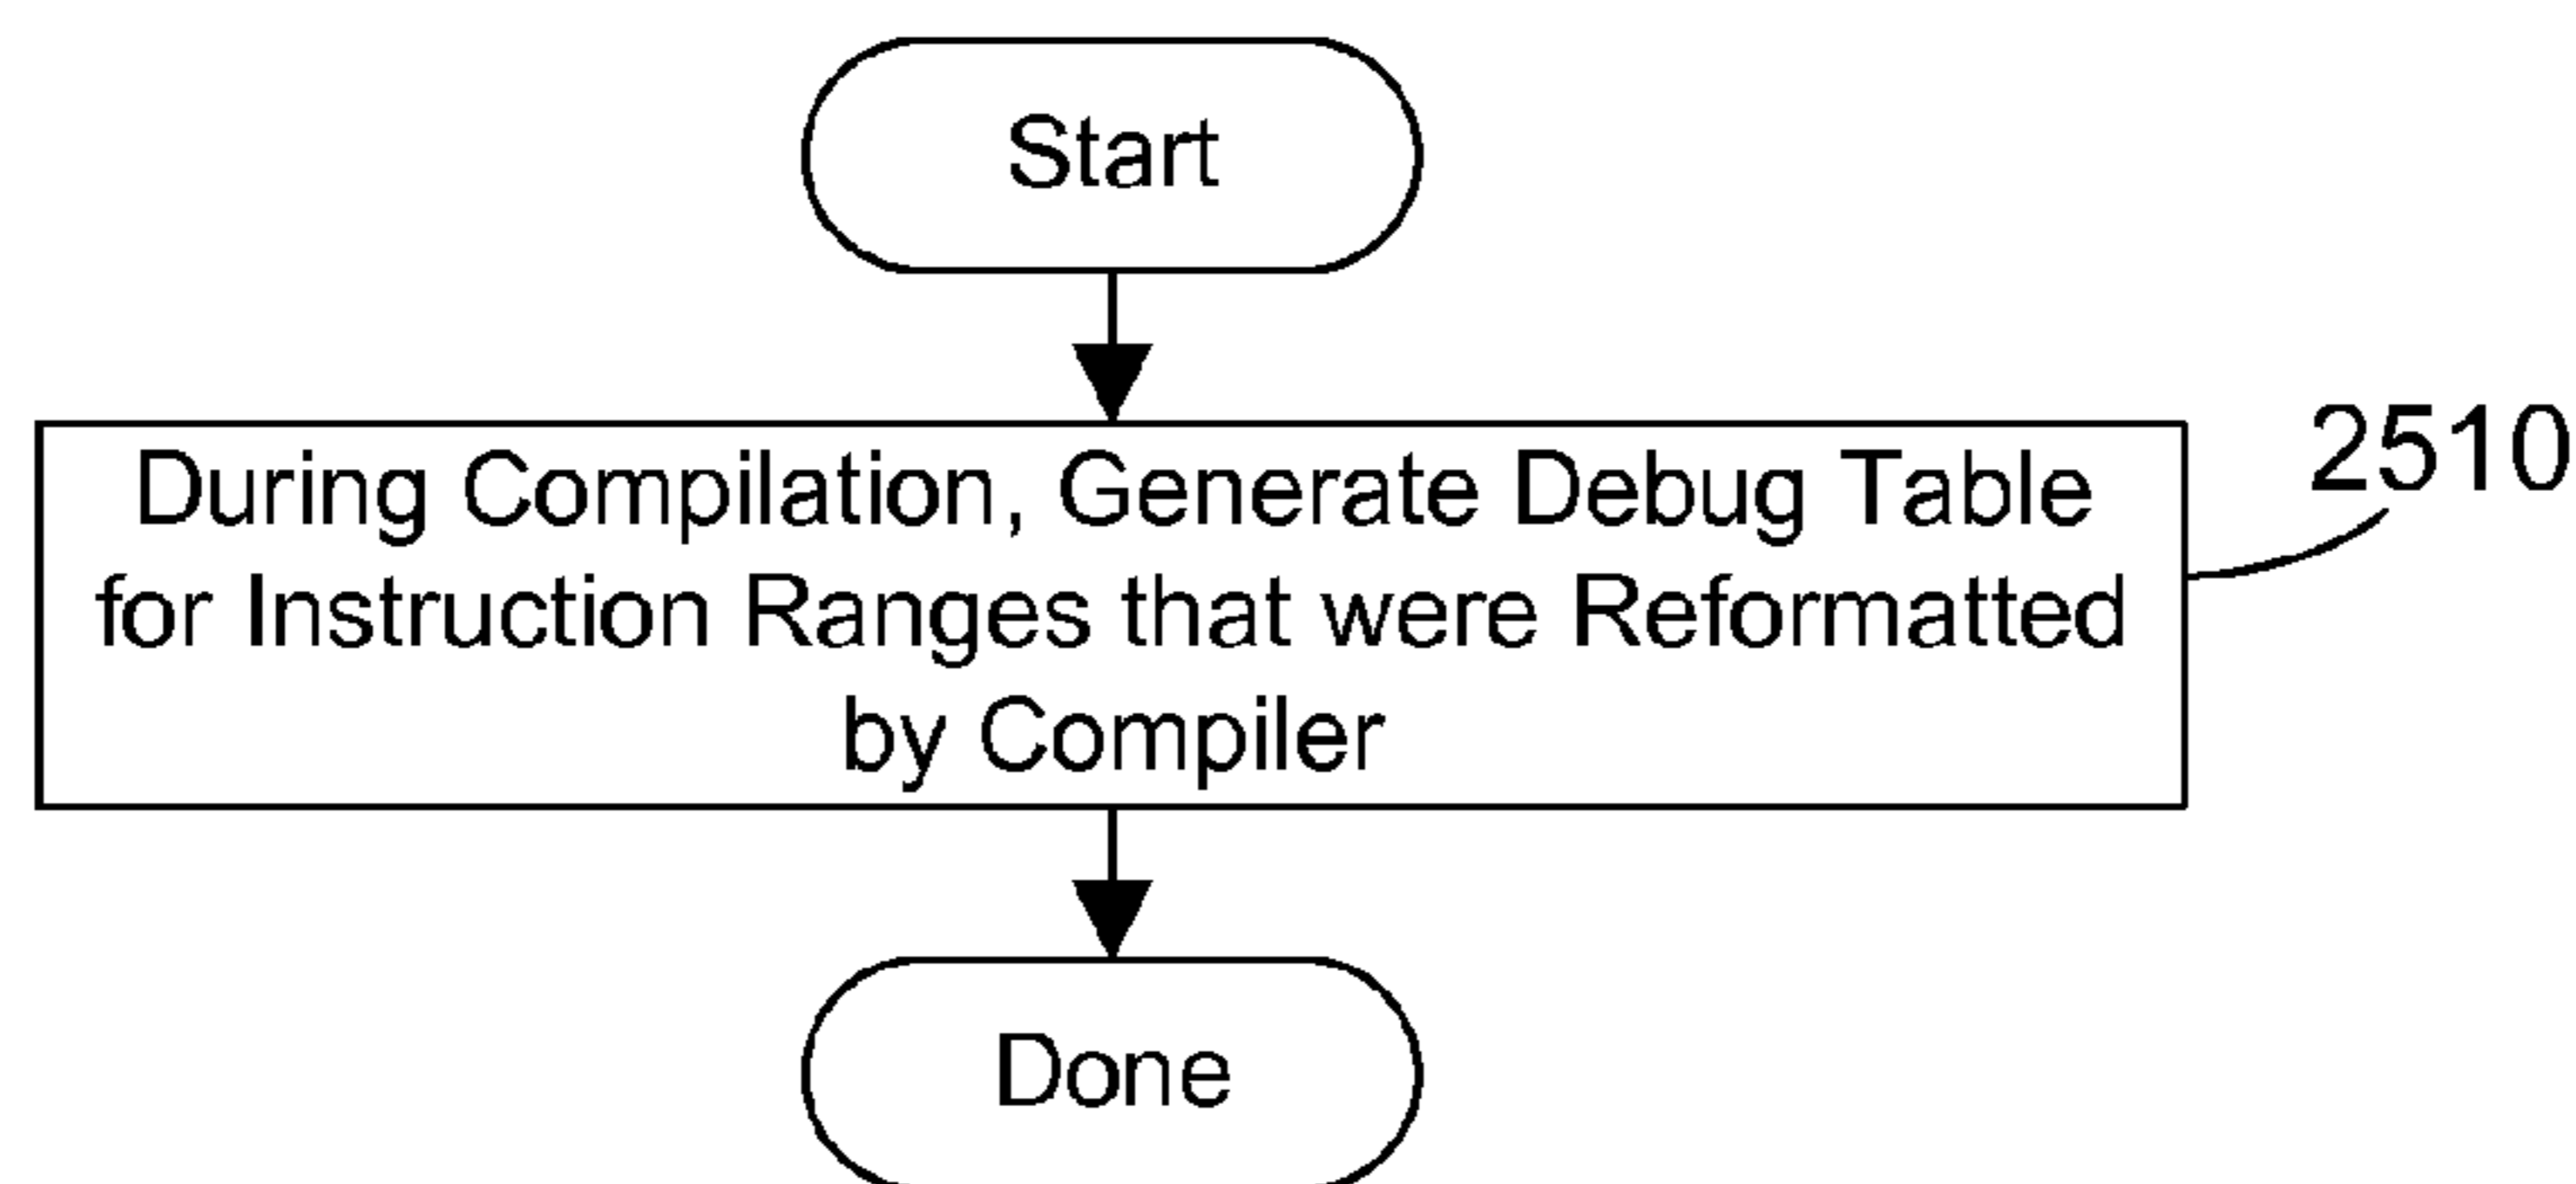 Start
During Compilation, Generate Debug Table
for Instruction Ranges that were Reformatted
by Compiler
2510
Done